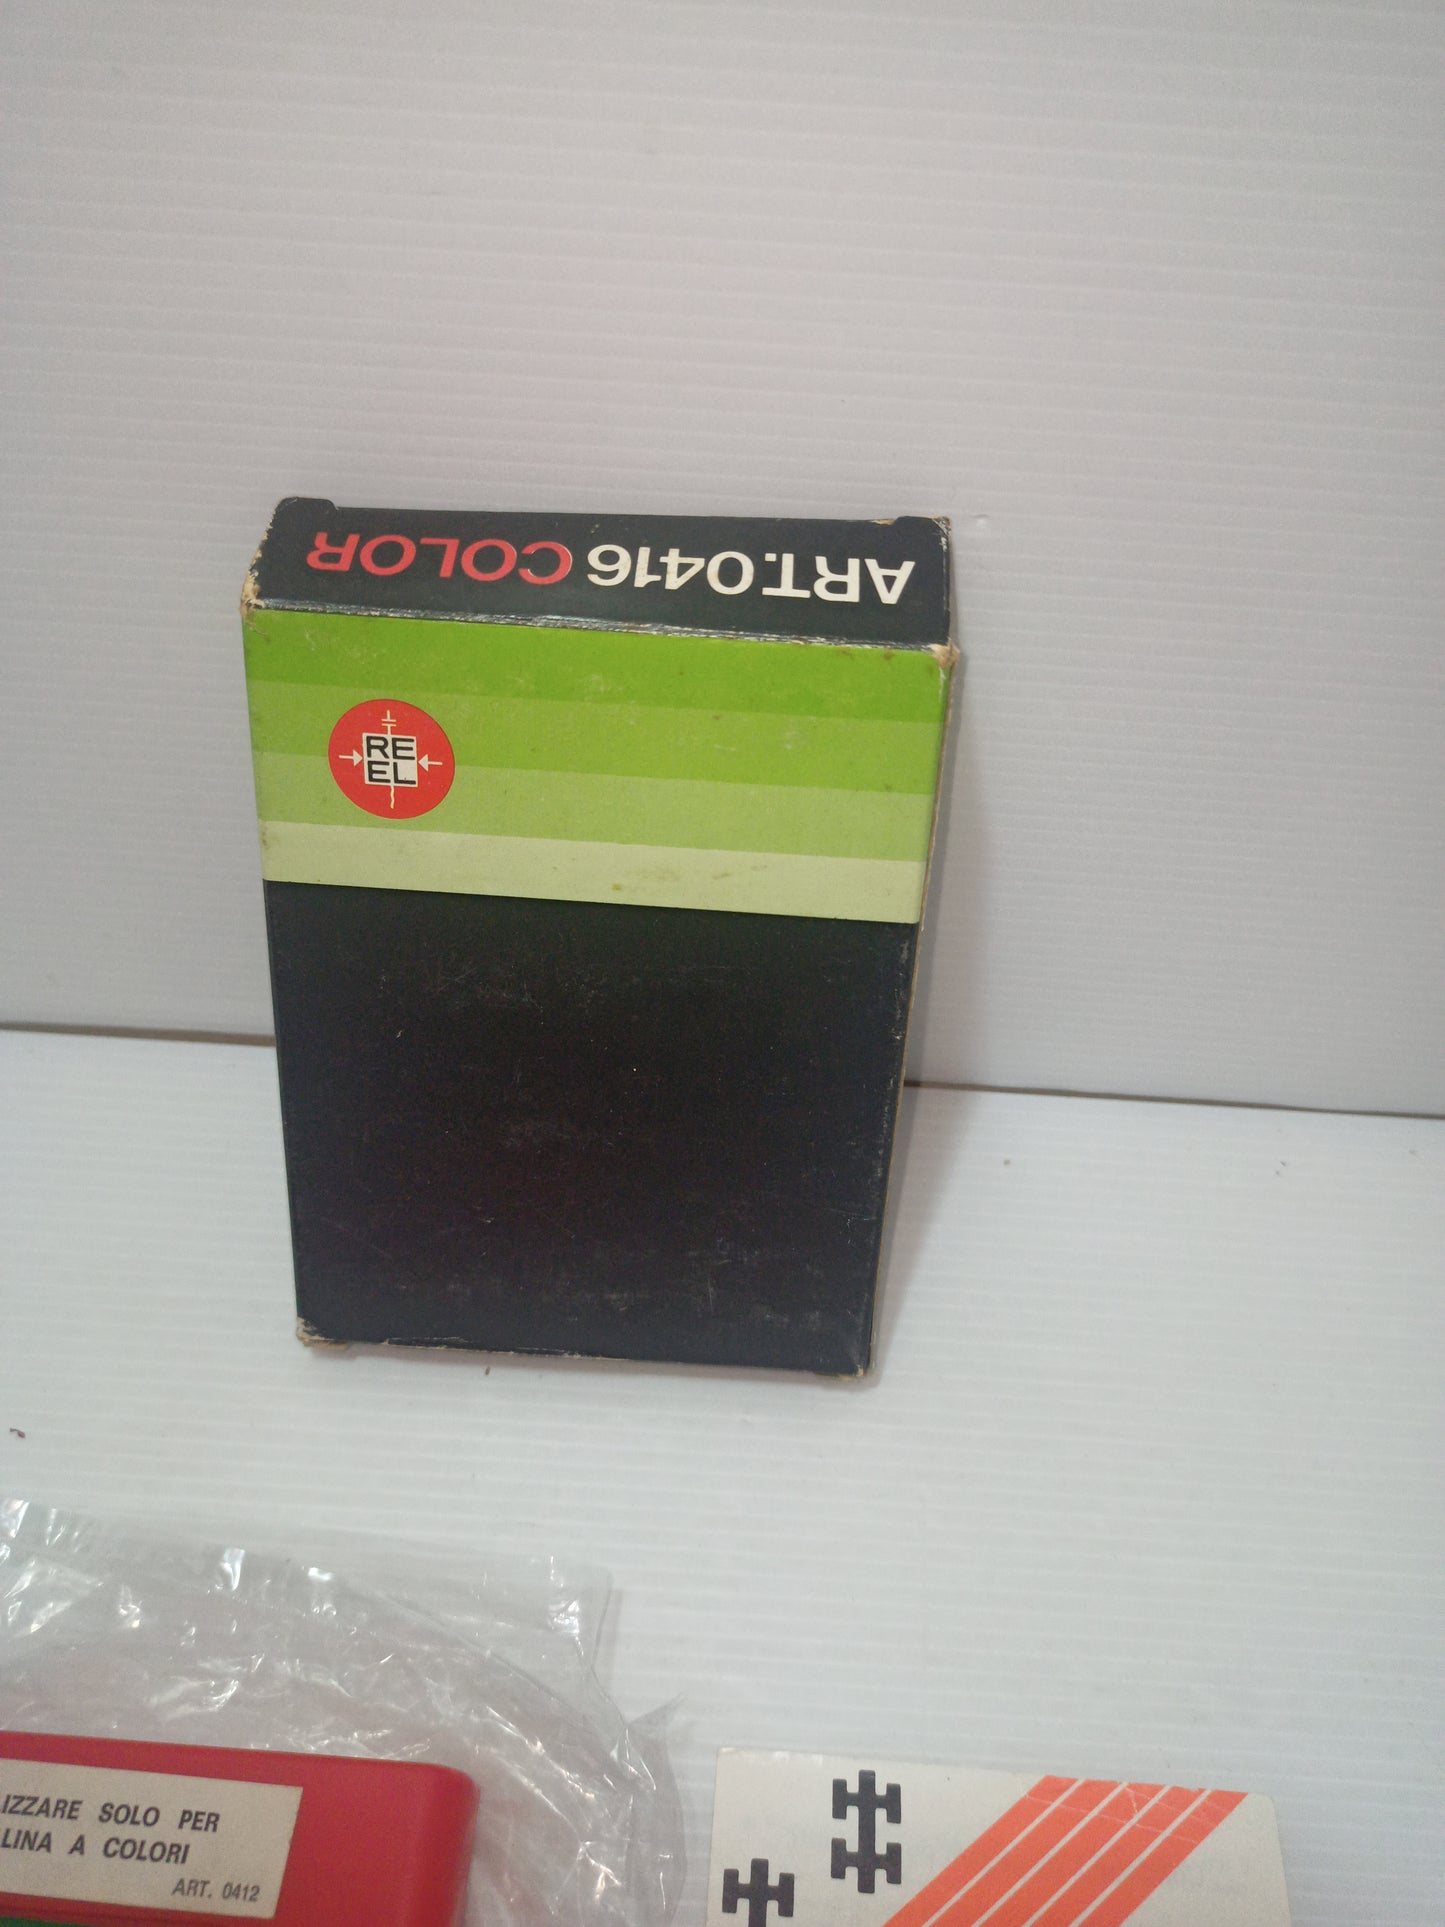 ART.0416 COLOR
RE
EL
IZZARE SOLO PER
LINA A COLORI
ART. 0412